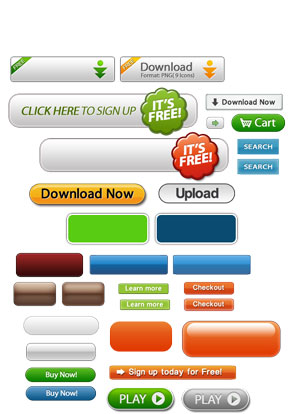 FREE
FREE
Download
Format: PNG( 9 Icons)
CLICK HERE TO SIGN UP
IT'S
FREE!
Download Now
Cart
IT'S
FREE!
SEARCH
SEARCH
Download Now
Upload
Learn more
Checkout
Learn more
Checkout
Buy Now!
Sign up today for Free!
Buy Now!
PLAY
PLAY